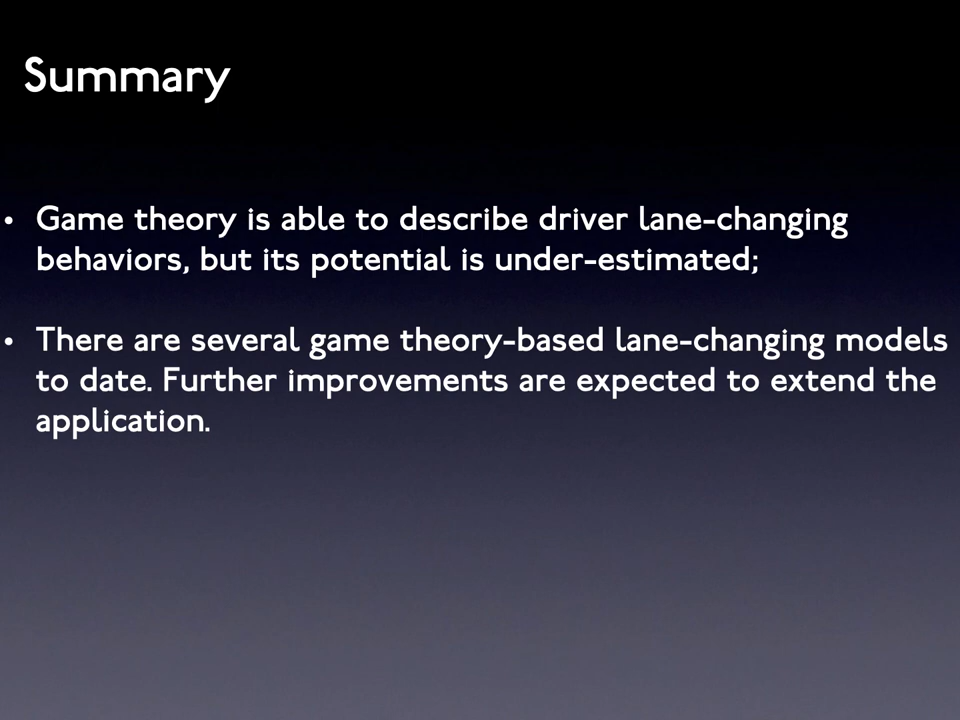 Summary
• Game theory is able to describe driver lane-changing
behaviors, but its potential is under-estimated;
• There are several game theory-based lane-changing models
to date. Further improvements are expected to extend the
application.